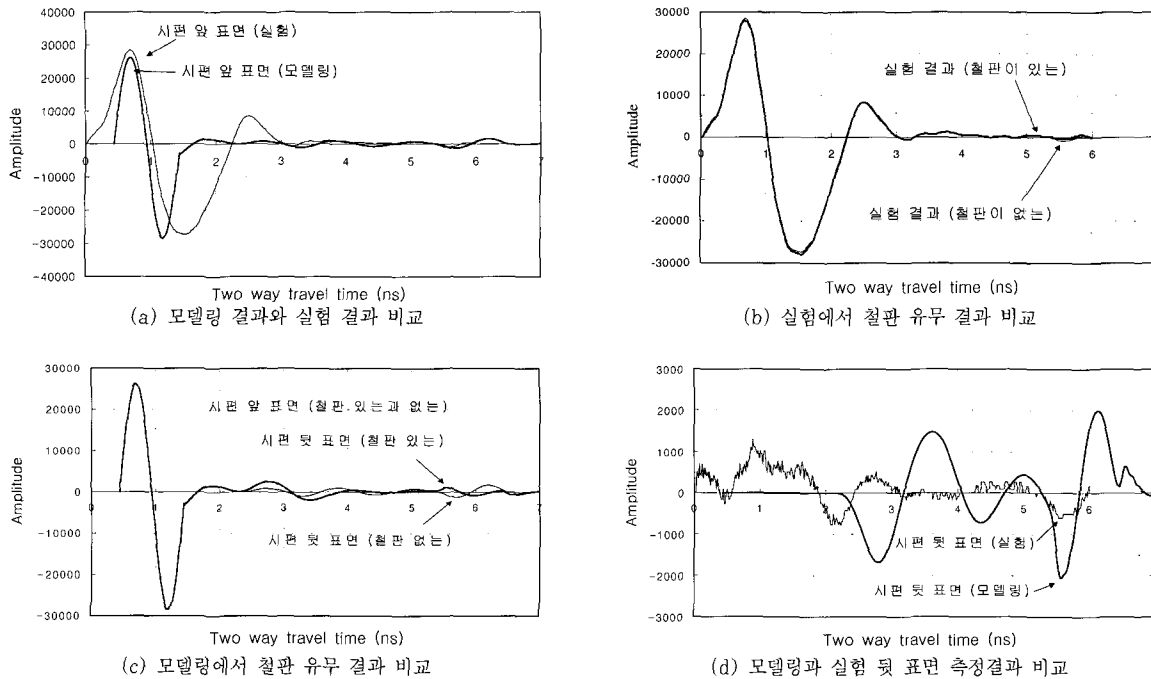 40000
30000
20000
10000
0
-10000
-20000
-30000
-40000
Amplitude
시편 앞 표면 (실험)
시편 앞 표면 (모델링)
0 1 2 3 4 5 6 7
Two way travel time (ns)
(a) 모델링 결과와 실험 결과 비교
30000
20000
10000
0
-10000
-20000
-30000
Amplitude
실험 결과 (철판이 있는)
실험 결과 (철판이 없는)
0 1 2 3 4 5 6
Two way travel time (ns)
(b) 실험에서 철판 유무 결과 비교
30000
20000
10000
0
-10000
-20000
-30000
Amplitude
시편 앞 표면 (철판 있는과 없는)
시편 뒷 표면 (철판 있는)
시편 뒷 표면 (철판 없는)
0 1 2 3 4 5 6 7
Two way travel time (ns)
(c) 모델링에서 철판 유무 결과 비교
3000
2000
1000
0
-1000
-2000
-3000
Amplitude
0 1 2 3 4 5 6
시편 뒷 표면 (실험)
시편 뒷 표면 (모델링)
Two way travel time (ns)
(d) 모델링과 실험 뒷 표면 측정결과 비교